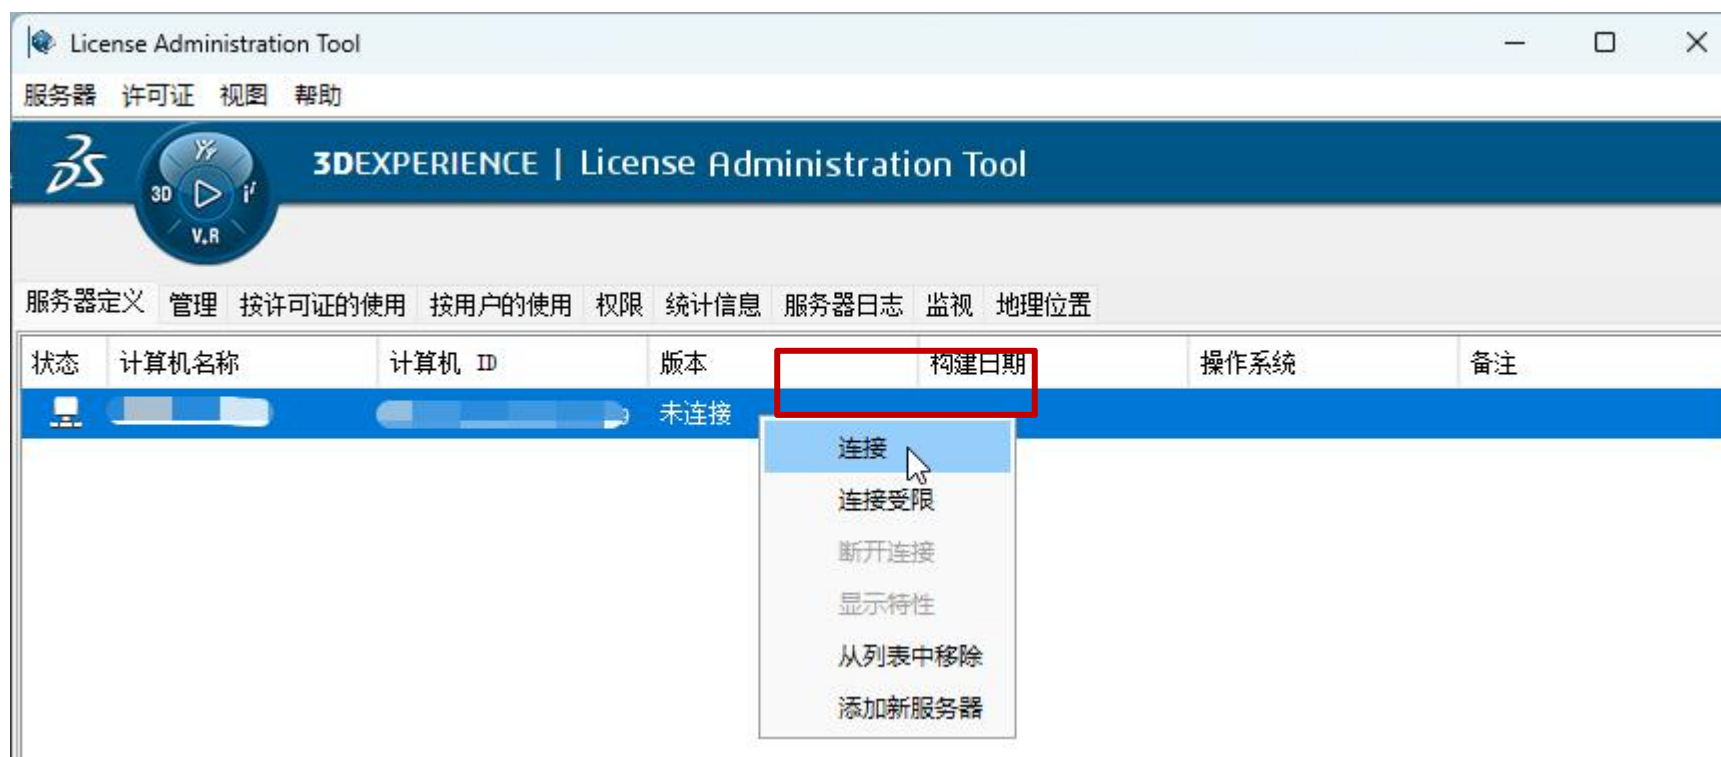 License Administration Tool
服务器 许可证 视图 帮助
3DS 3D V.R 3DEXPERIENCE | License Administration Tool
服务器定义 管理 按许可证的使用 按用户的使用 权限 统计信息 服务器日志 监视 地理位置
状态 计算机名称 计算机 ID 版本 构建日期 操作系统 备注
未连接
连接
连接受限
断开连接
显示特性
从列表中移除
添加新服务器